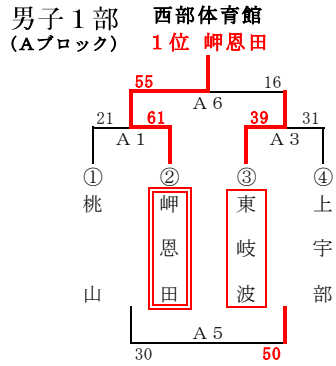 男子１部 西部体育館
（Aブロック） １位 岬恩田
55 16
A６
21 61 39 31
A１ A３
① ② ③ ④
桃山 岬恩田 東岐波 上宇部
A５
30 50